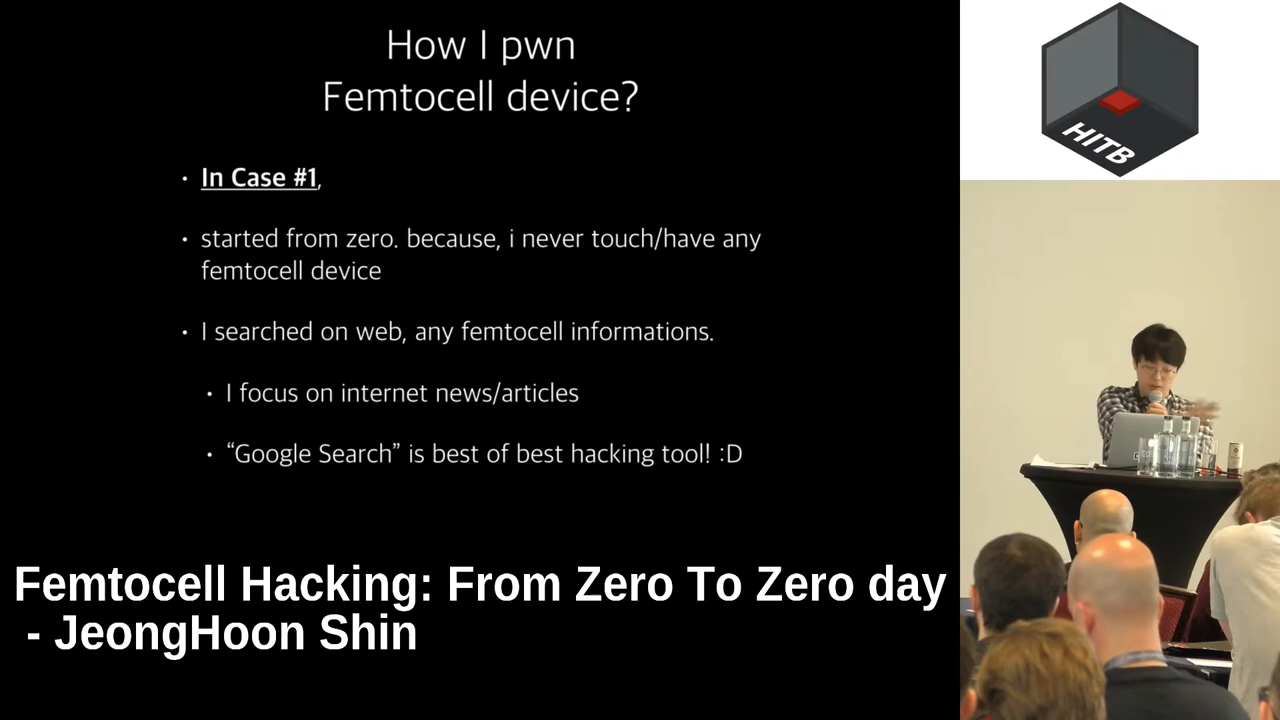 How I pwn
Femtocell device?
• In Case #1,
• started from zero. because, i never touch/have any
femtocell device
• I searched on web, any femtocell informations.
• I focus on internet news/articles
• “Google Search” is best of best hacking tool! :D
Femtocell Hacking: From Zero To Zero day
- JeongHoon Shin
HITB